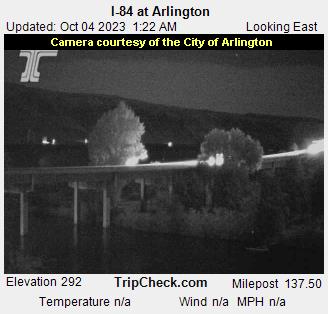 I-84 at Arlington
Updated: Oct 04 2023 1:22 AM Looking East
Camera courtesy of the City of Arlington
Elevation 292 TripCheck.com Milepost 137.50
Temperature n/a Wind n/a MPH n/a